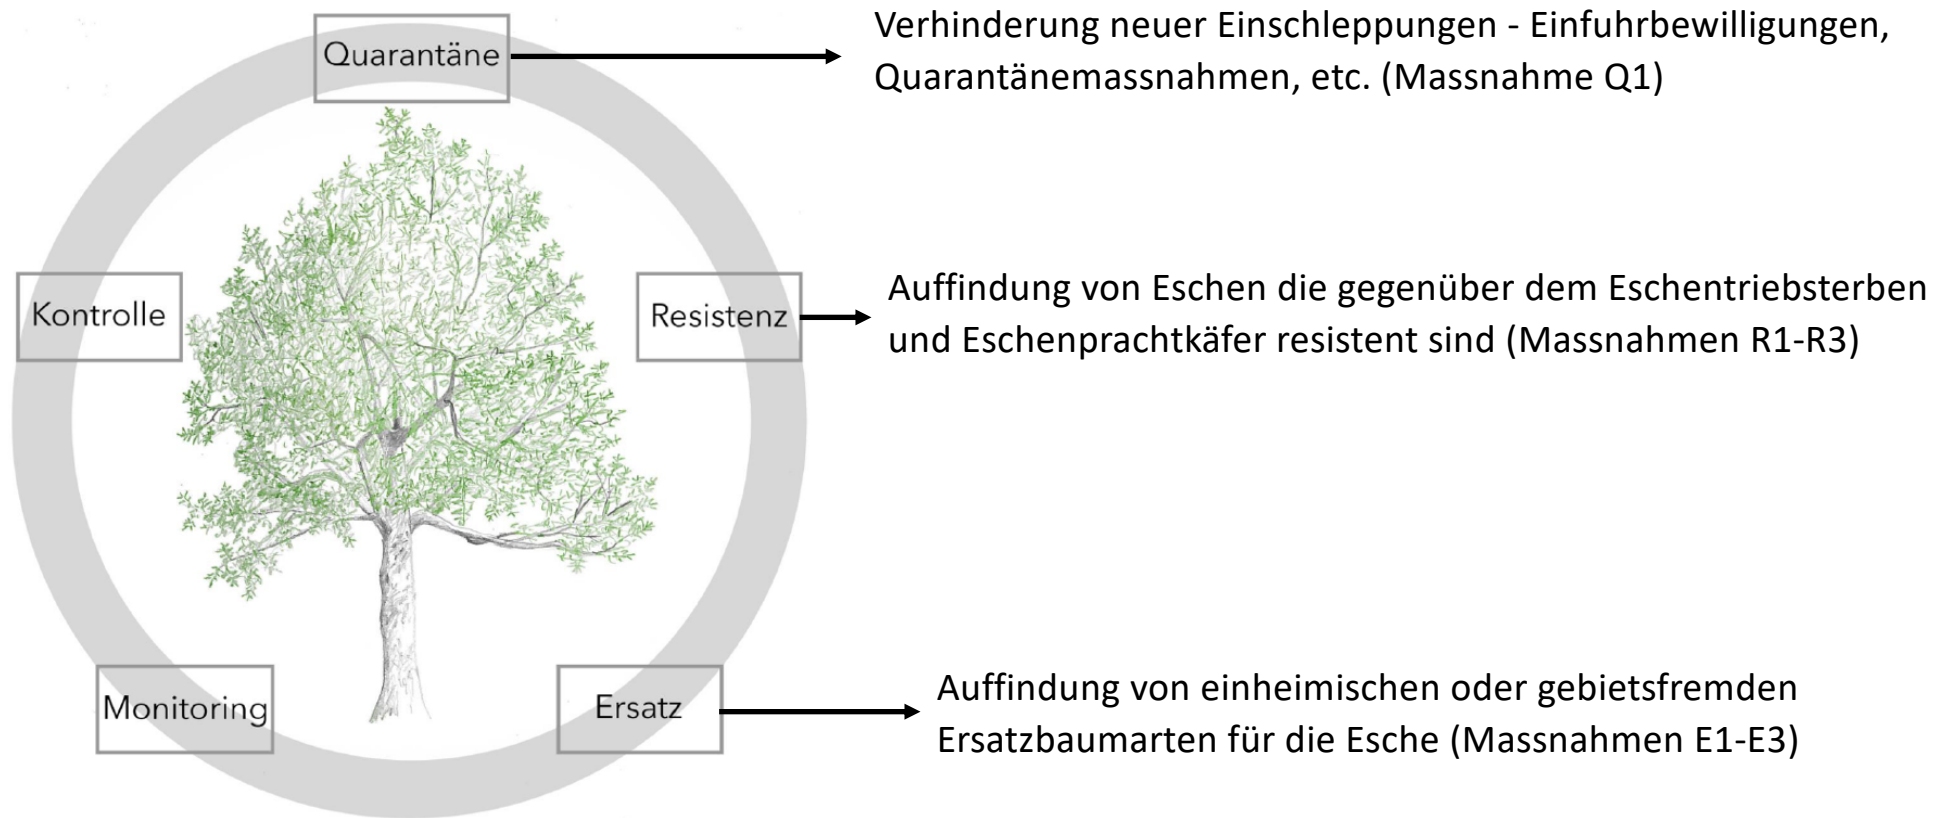 Quarantäne
Verhinderung neuer Einschleppungen - Einfuhrbewilligungen,
Quarantänemassnahmen, etc. (Massnahme Q1)
Kontrolle
Resistenz
Auffindung von Eschen die gegenüber dem Eschentriebsterben
und Eschenprachtkäfer resistent sind (Massnahmen R1-R3)
Monitoring
Ersatz
Auffindung von einheimischen oder gebietsfremden
Ersatzbaumarten für die Esche (Massnahmen E1-E3)